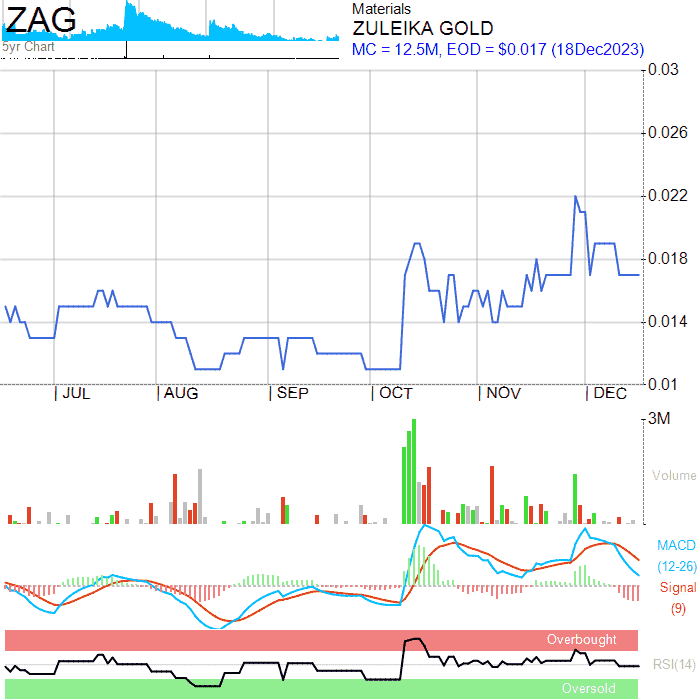 ZAG
5yr Chart
Materials
ZULEIKA GOLD
MC = 12.5M, EOD = $0.017 (18Dec2023)
0.03
0.026
0.022
0.018
0.014
0.01
JUL AUG SEP OCT NOV DEC
3M
Volume
MACD
(12-26)
Signal
(9)
Overbought
RSI(14)
Oversold